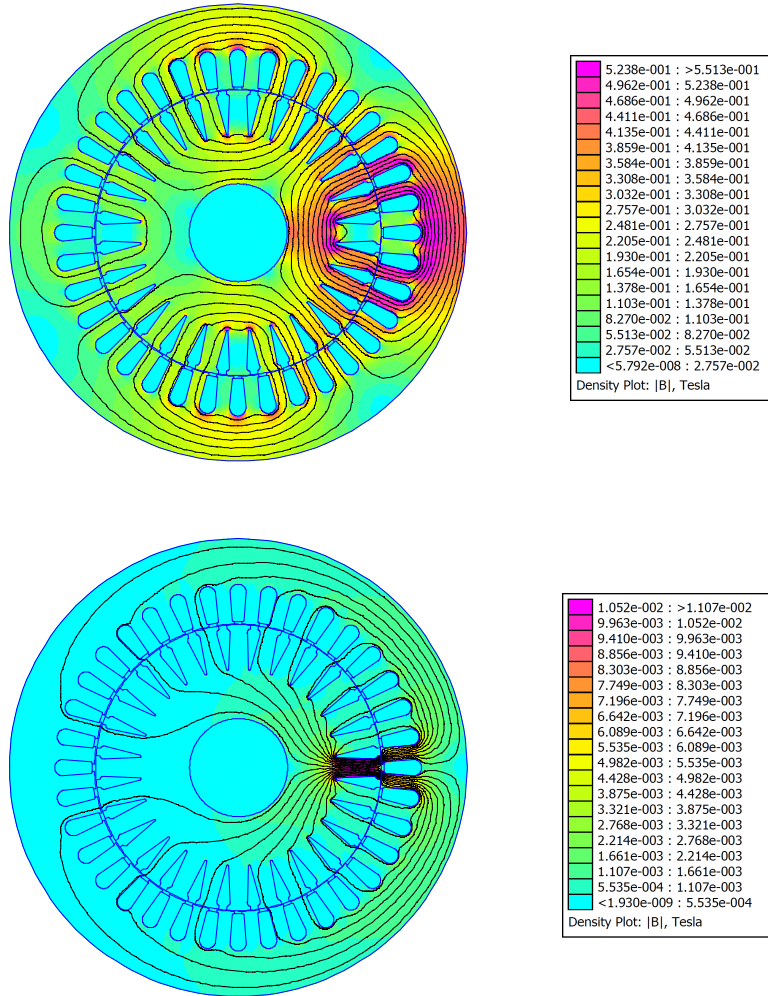 5.238e-001 : >5.513e-001
4.962e-001 : 5.238e-001
4.686e-001 : 4.962e-001
4.411e-001 : 4.686e-001
4.135e-001 : 4.411e-001
3.859e-001 : 4.135e-001
3.584e-001 : 3.859e-001
3.308e-001 : 3.584e-001
3.032e-001 : 3.308e-001
2.757e-001 : 3.032e-001
2.481e-001 : 2.757e-001
2.205e-001 : 2.481e-001
1.930e-001 : 2.205e-001
1.654e-001 : 1.930e-001
1.378e-001 : 1.654e-001
1.103e-001 : 1.378e-001
8.270e-002 : 1.103e-001
5.513e-002 : 8.270e-002
2.757e-002 : 5.513e-002
<5.792e-008 : 2.757e-002
Density Plot: |B|, Tesla
1.052e-002 : >1.107e-002
9.963e-003 : 1.052e-002
9.410e-003 : 9.963e-003
8.856e-003 : 9.410e-003
8.303e-003 : 8.856e-003
7.749e-003 : 8.303e-003
7.196e-003 : 7.749e-003
6.642e-003 : 7.196e-003
6.089e-003 : 6.642e-003
5.535e-003 : 6.089e-003
4.982e-003 : 5.535e-003
4.428e-003 : 4.982e-003
3.875e-003 : 4.428e-003
3.321e-003 : 3.875e-003
2.768e-003 : 3.321e-003
2.214e-003 : 2.768e-003
1.661e-003 : 2.214e-003
1.107e-003 : 1.661e-003
5.535e-004 : 1.107e-003
<1.930e-009 : 5.535e-004
Density Plot: |B|, Tesla